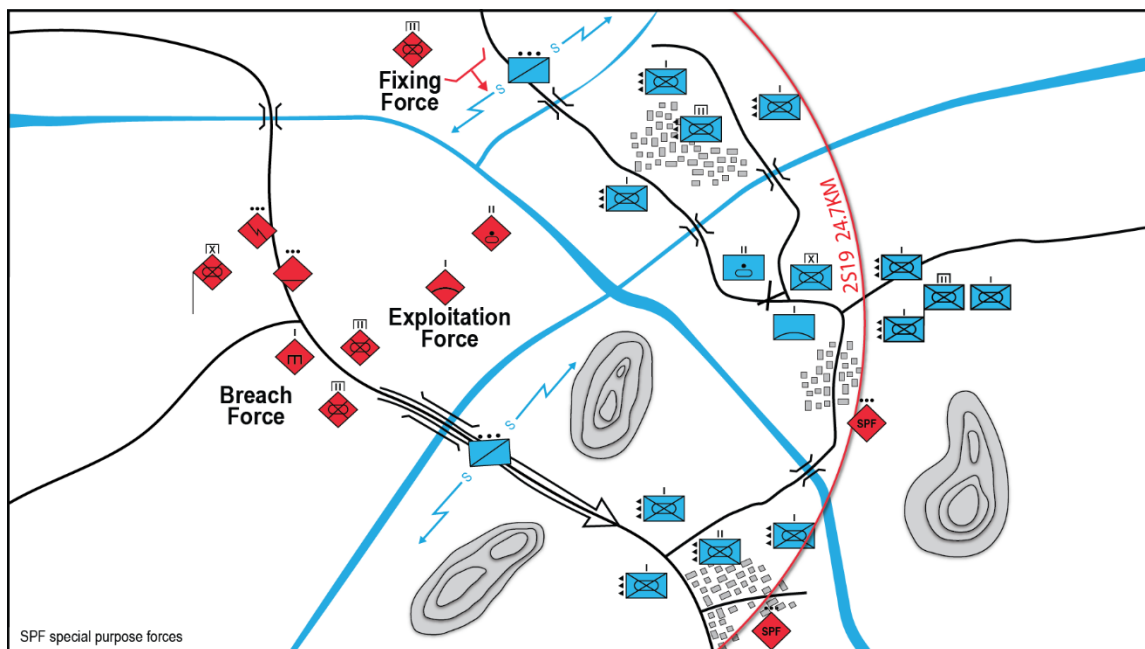 Fixing
Force
S
S
2S19 24.7KM
Exploitation
Force
Breach
Force
S
S
SPF
SPF
SPF special purpose forces